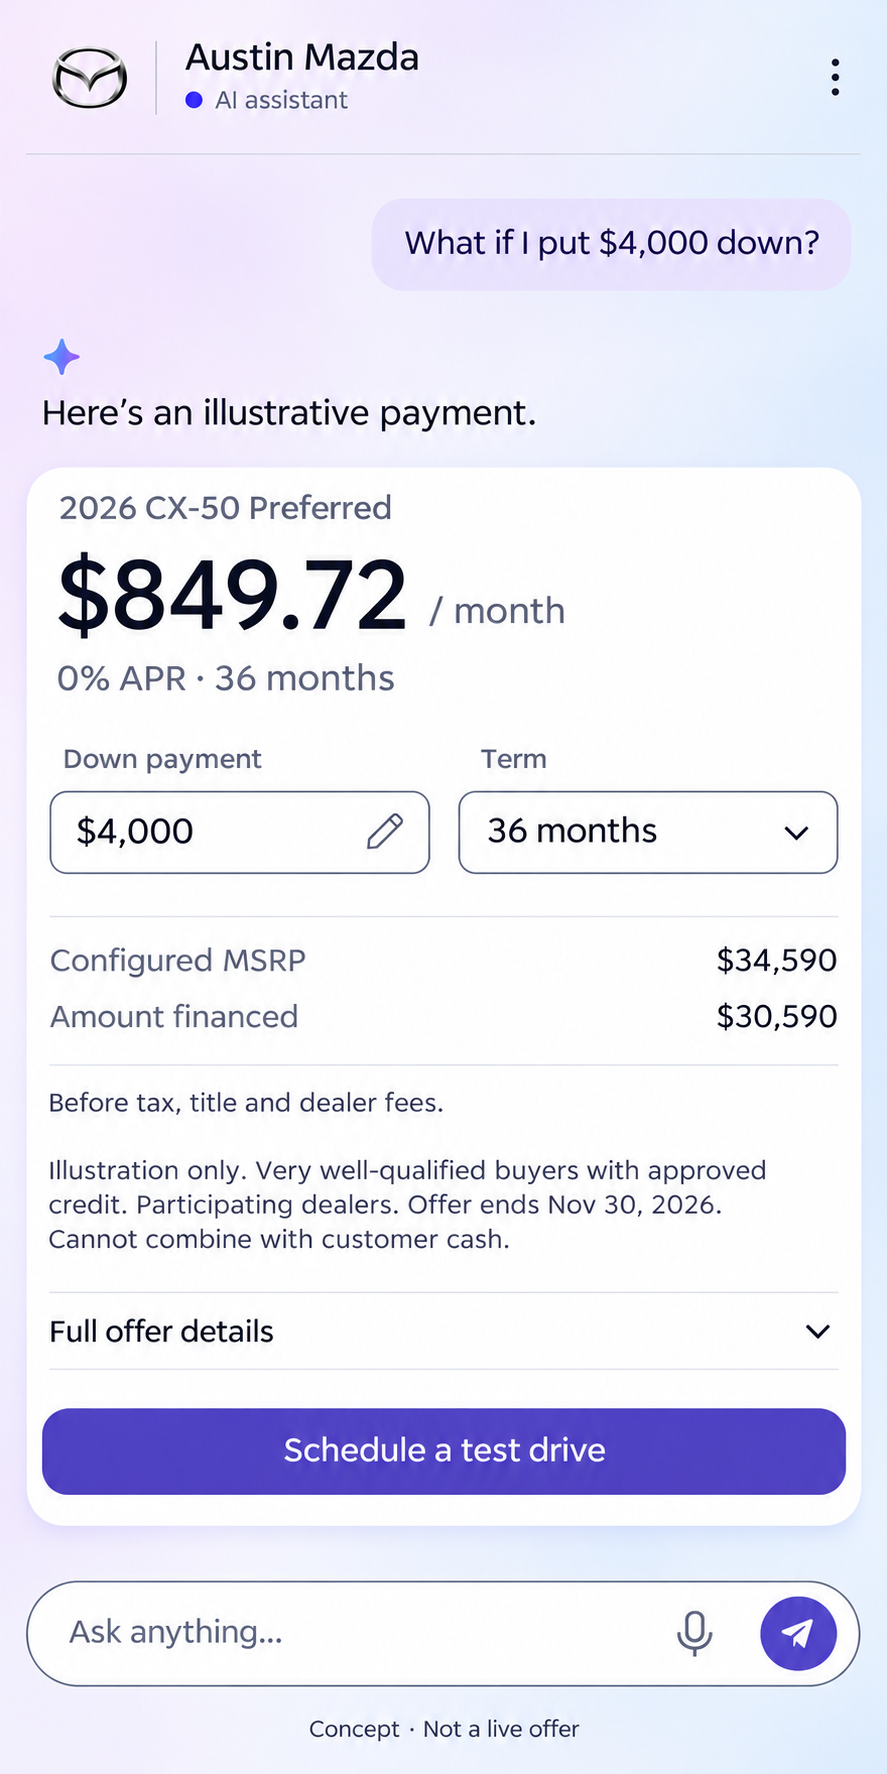 Austin Mazda
AI assistant
What if I put $4,000 down?
Here’s an illustrative payment.
2026 CX-50 Preferred
$849.72 / month
0% APR · 36 months
Down payment Term
$4,000 36 months
Configured MSRP $34,590
Amount financed $30,590
Before tax, title and dealer fees.
Illustration only. Very well-qualified buyers with approved
credit. Participating dealers. Offer ends Nov 30, 2026.
Cannot combine with customer cash.
Full offer details
Schedule a test drive
Ask anything...
Concept · Not a live offer